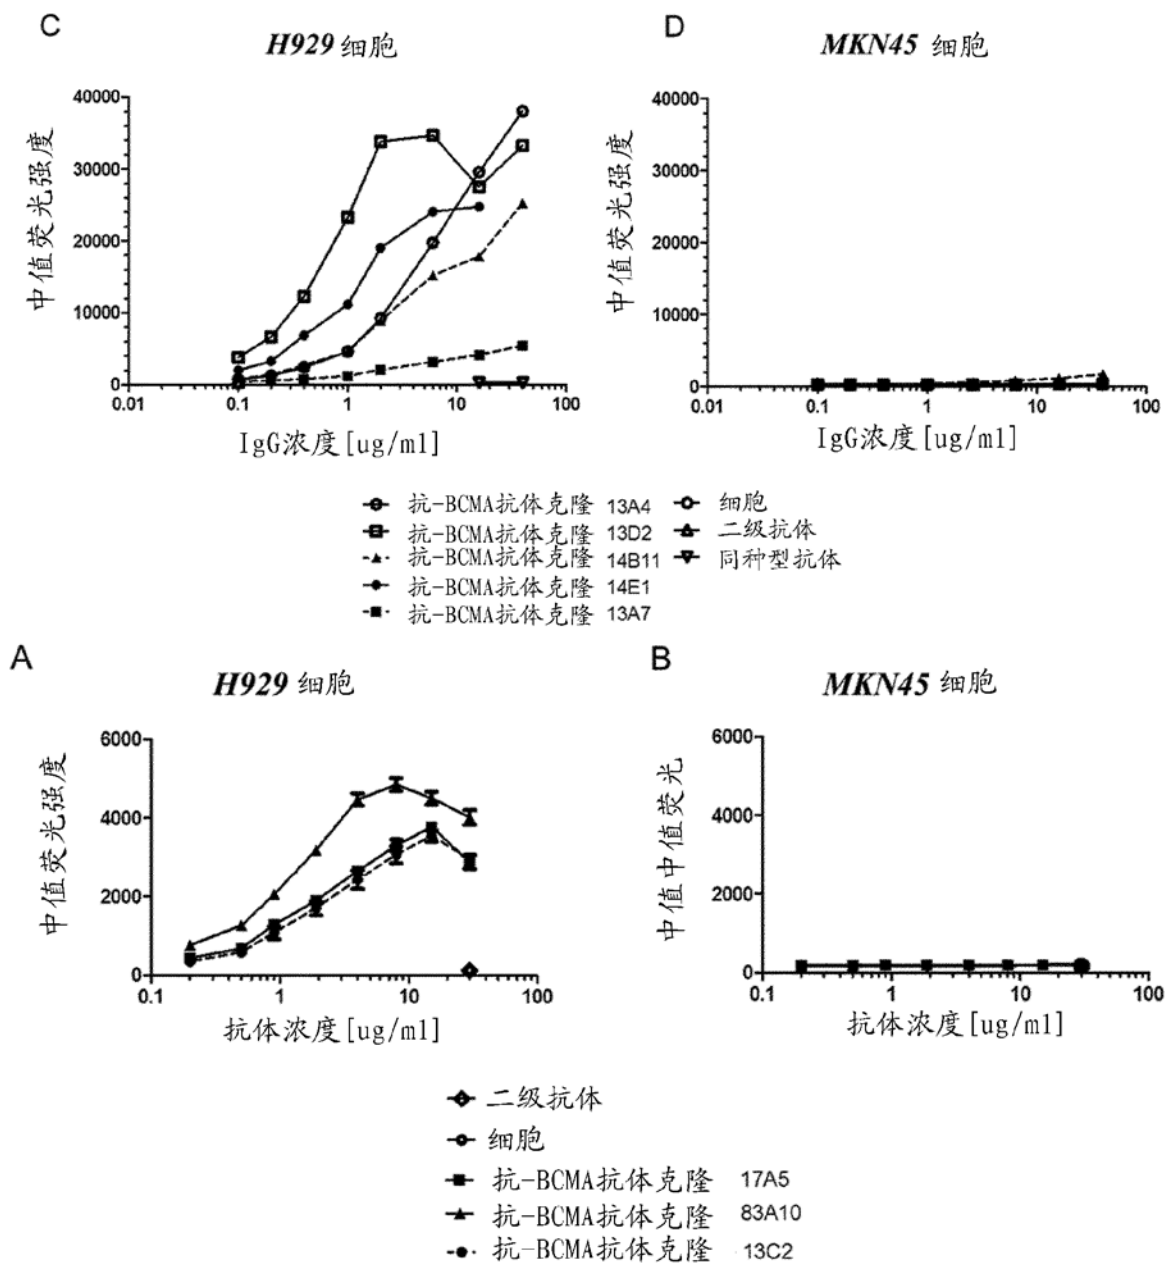 C
H929 细胞
中值荧光强度
40000
30000
20000
10000
0
0.01
0.1
1
10
100
IgG浓度[ug/ml]
D
MKN45 细胞
中值荧光强度
40000
30000
20000
10000
0
0.01
0.1
1
10
100
IgG浓度[ug/ml]
抗-BCMA抗体克隆 13A4
抗-BCMA抗体克隆 13D2
抗-BCMA抗体克隆 14B11
抗-BCMA抗体克隆 14E1
抗-BCMA抗体克隆 13A7
细胞
二级抗体
同种型抗体
A
H929 细胞
中值荧光强度
6000
4000
2000
0
0.1
1
10
100
抗体浓度[ug/ml]
B
MKN45 细胞
中值中值荧光
6000
4000
2000
0
0.1
1
10
100
抗体浓度[ug/ml]
二级抗体
细胞
抗-BCMA抗体克隆 17A5
抗-BCMA抗体克隆 83A10
抗-BCMA抗体克隆 13C2